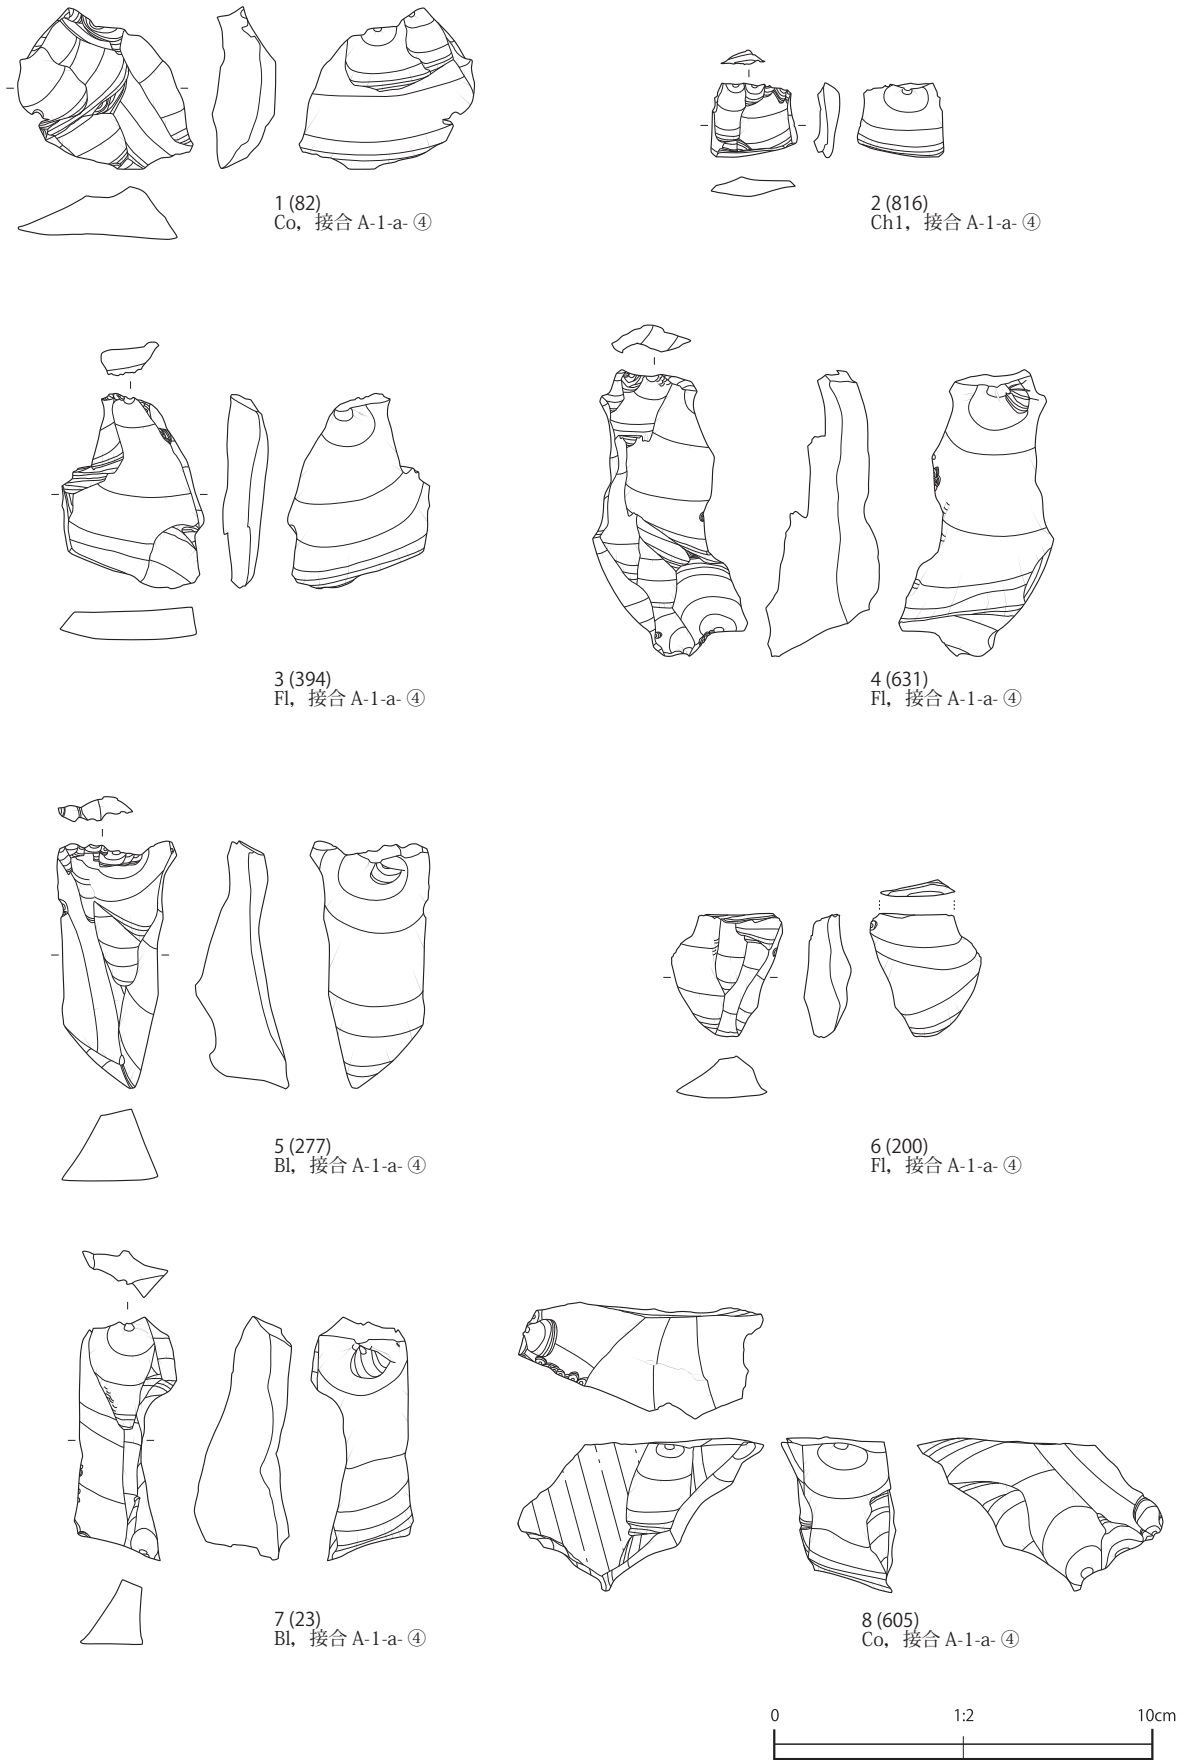 1 (82)
Co，接合 A-1-a- ④
2 (816)
Ch1，接合 A-1-a- ④
3 (394)
Fl，接合 A-1-a- ④
4 (631)
Fl，接合 A-1-a- ④
5 (277)
Bl，接合 A-1-a- ④
6 (200)
Fl，接合 A-1-a- ④
7 (23)
Bl，接合 A-1-a- ④
8 (605)
Co，接合 A-1-a- ④
0 1:2 10cm